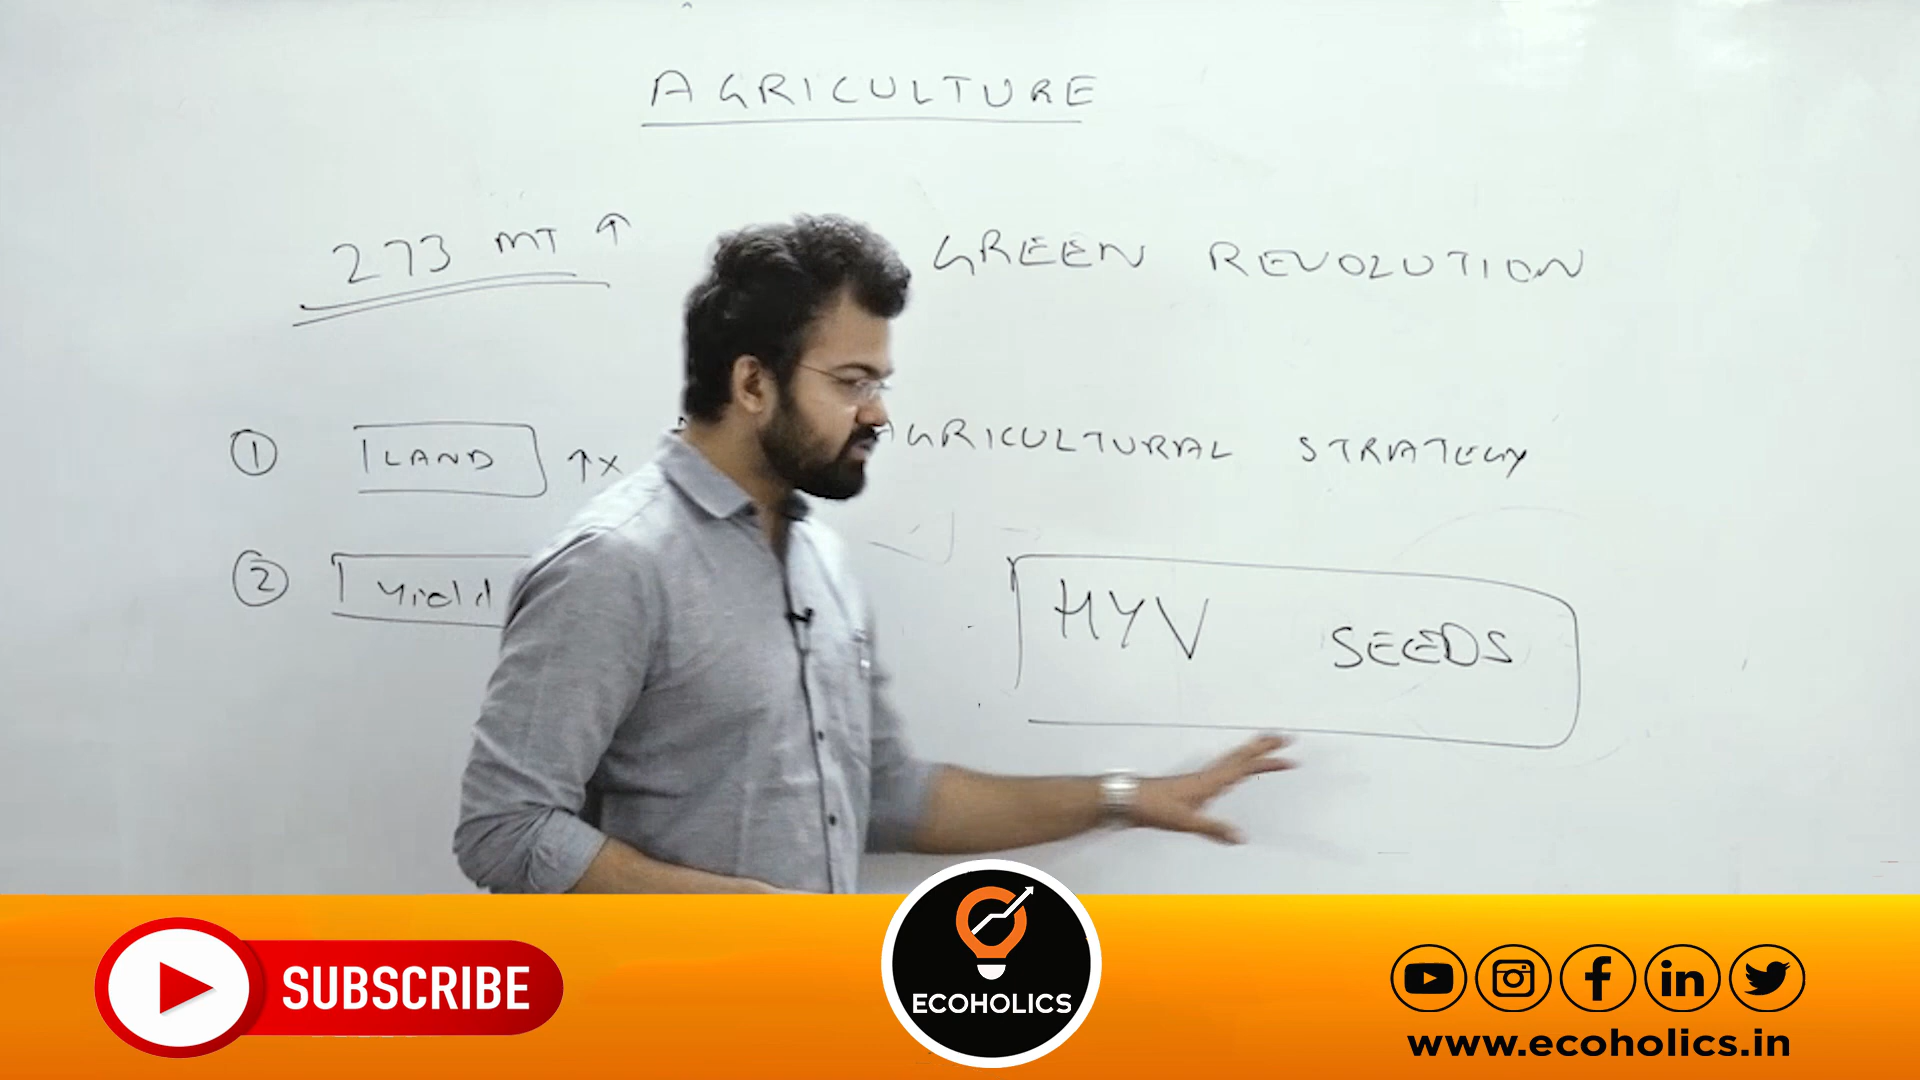 AGRICULTURE
273 MT ↑
GREEN REVOLUTION
① LAND ↑x
AGRICULTURAL STRATEGY
② Yield
HYV SEEDS
SUBSCRIBE
ECOHOLICS
www.ecoholics.in